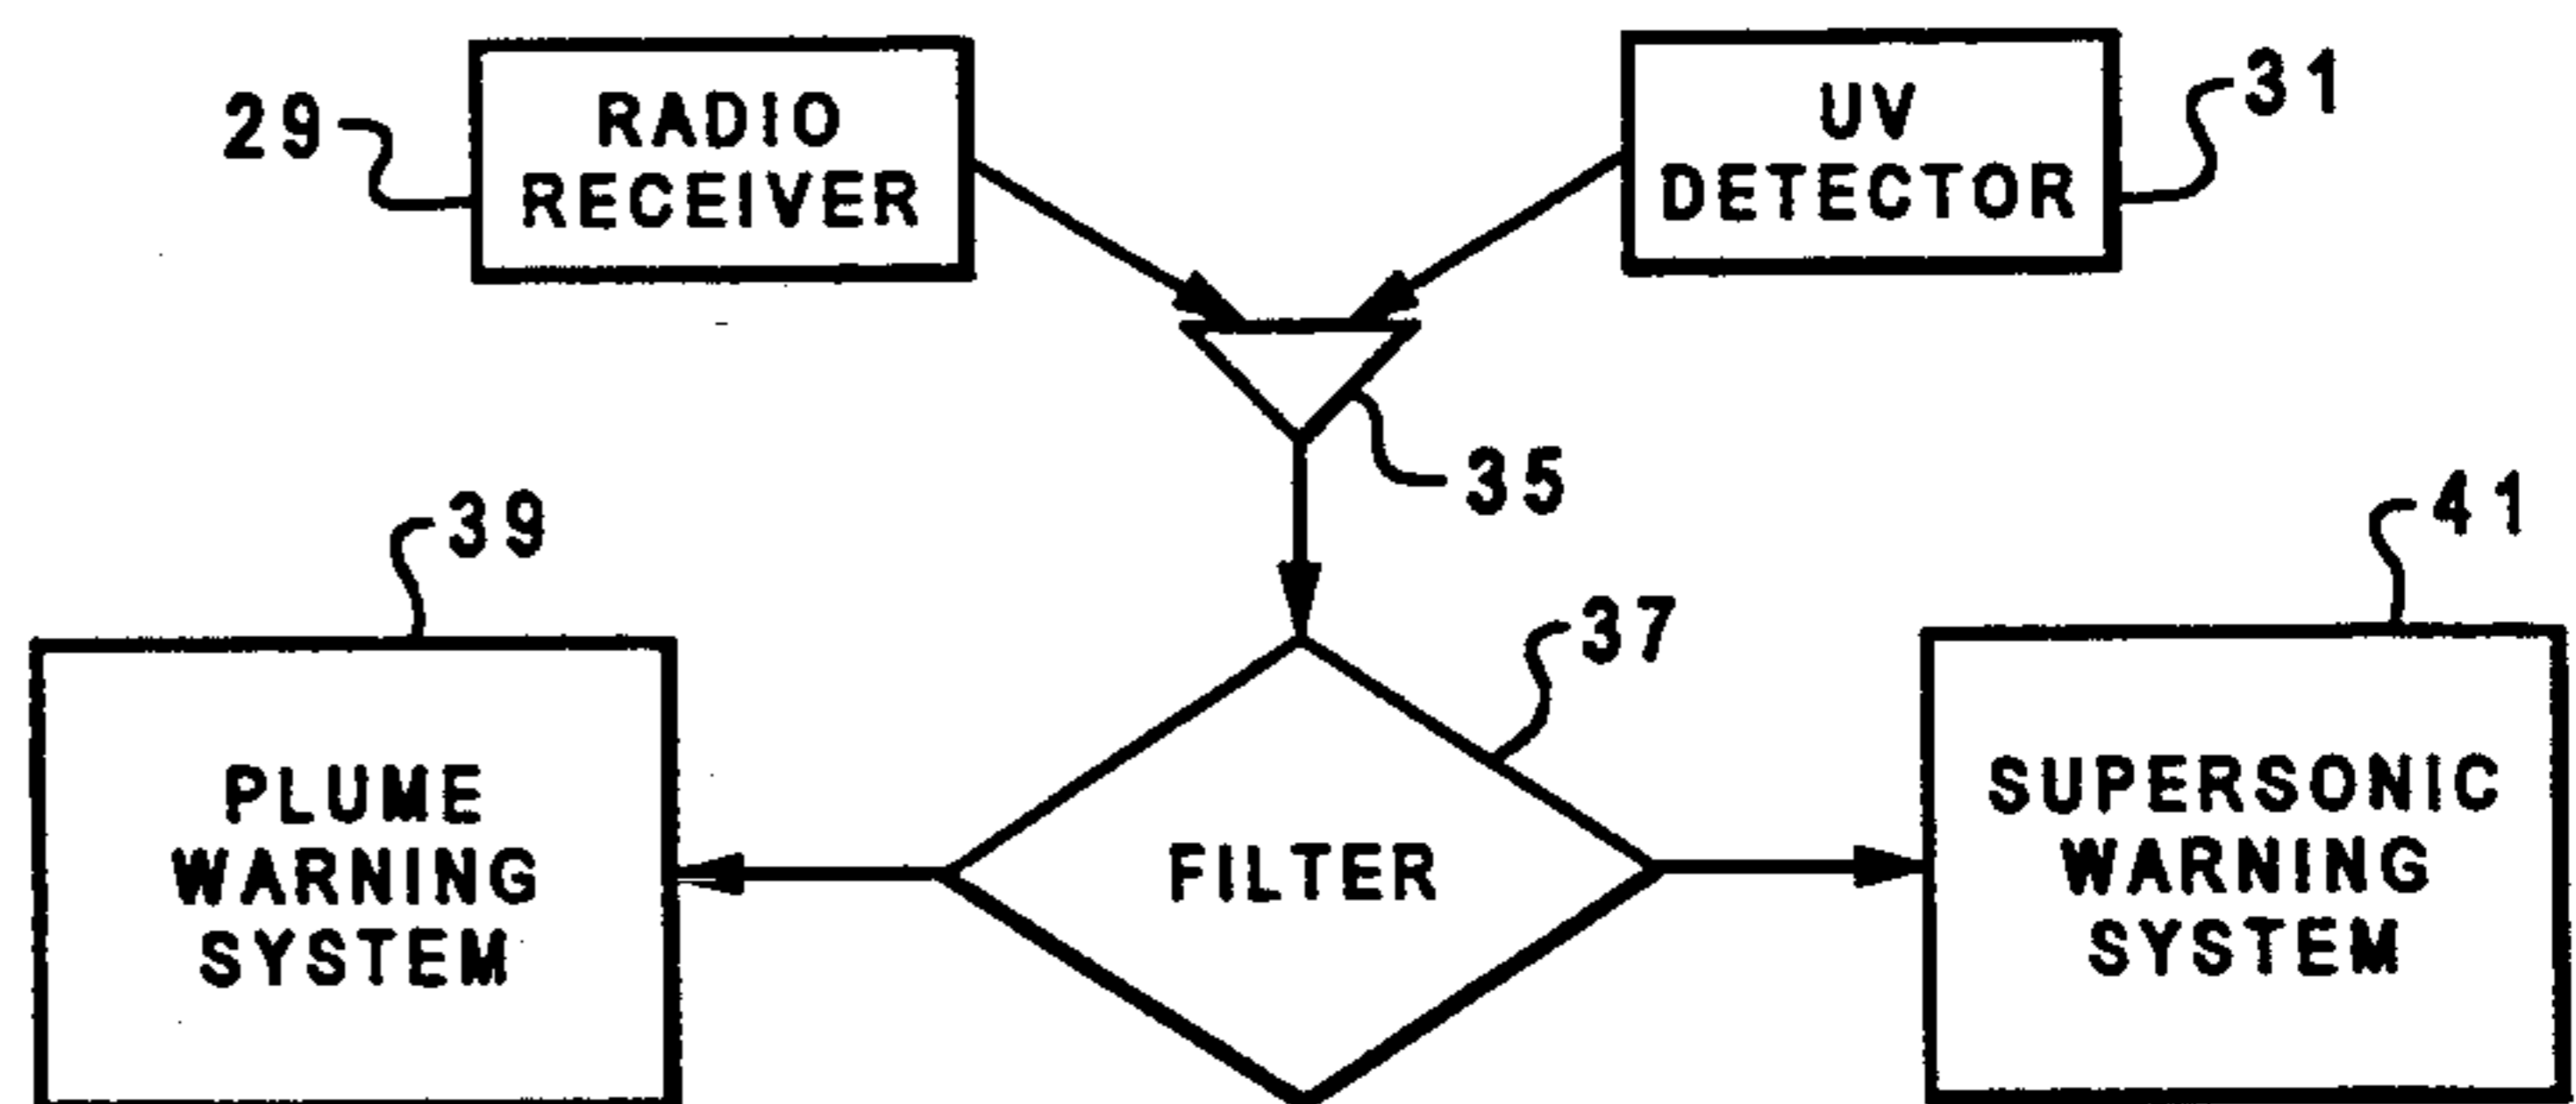 29
RADIO
RECEIVER
UV
DETECTOR
31
35
39
PLUME
WARNING
SYSTEM
37
FILTER
41
SUPERSONIC
WARNING
SYSTEM